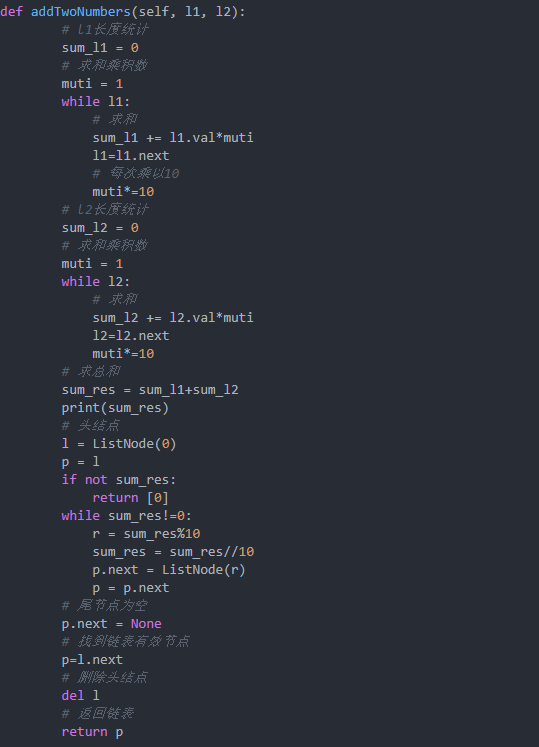 def addTwoNumbers(self, l1, l2):
        # l1长度统计
        sum_l1 = 0
        # 求和乘积数
        muti = 1
        while l1:
            # 求和
            sum_l1 += l1.val*muti
            l1=l1.next
            # 每次乘以10
            muti*=10
        # l2长度统计
        sum_l2 = 0
        # 求和乘积数
        muti = 1
        while l2:
            # 求和
            sum_l2 += l2.val*muti
            l2=l2.next
            muti*=10
        # 求总和
        sum_res = sum_l1+sum_l2
        print(sum_res)
        # 头结点
        l = ListNode(0)
        p = l
        if not sum_res:
            return [0]
        while sum_res!=0:
            r = sum_res%10
            sum_res = sum_res//10
            p.next = ListNode(r)
            p = p.next
        # 尾节点为空
        p.next = None
        # 找到链表有效节点
        p=l.next
        # 删除头结点
        del l
        # 返回链表
        return p